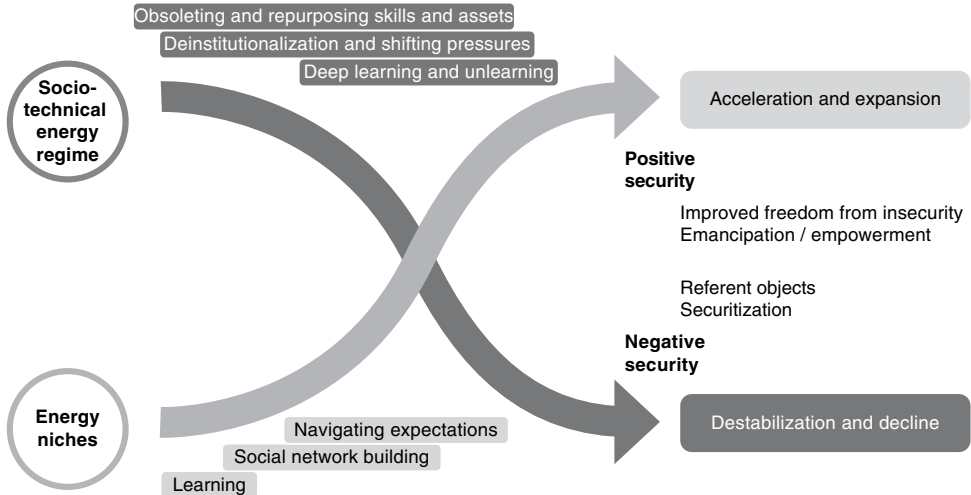 Obsoleting and repurposing skills and assets
Deinstitutionalization and shifting pressures
Deep learning and unlearning
Socio-
technical
energy
regime
Acceleration and expansion
Positive
security
Improved freedom from insecurity
Emancipation / empowerment
Referent objects
Securitization
Negative
security
Energy
niches
Destabilization and decline
Navigating expectations
Social network building
Learning